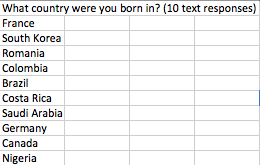 What country were you born in? (10 text responses)
France
South Korea
Romania
Colombia
Brazil
Costa Rica
Saudi Arabia
Germany
Canada
Nigeria